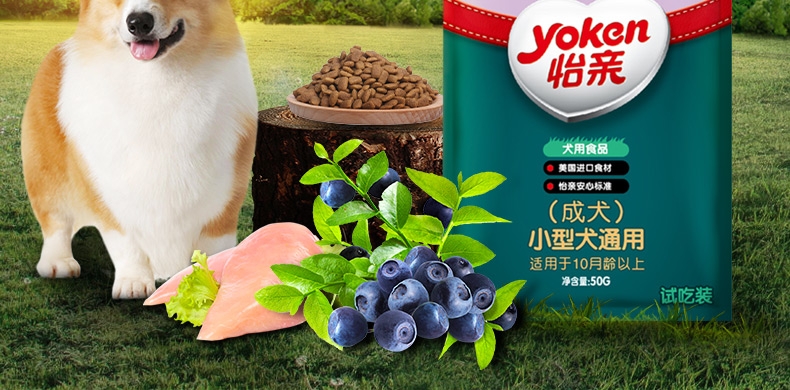 yoken
怡亲
犬用食品
美国进口食材
怡亲安心标准
（成犬）
小型犬通用
适用于10月龄以上
净含量:50G
试吃装